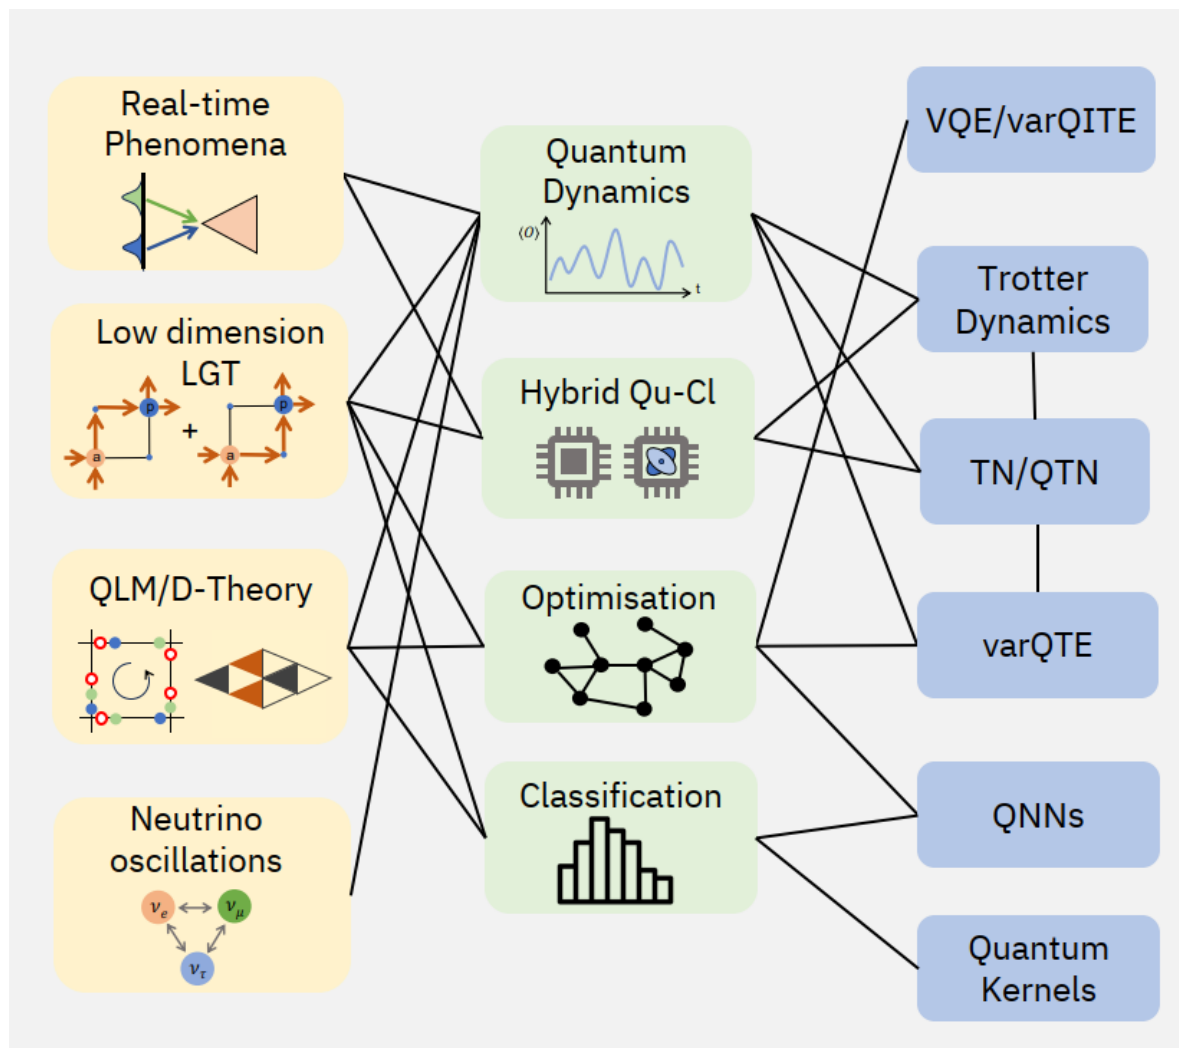 Real-time
Phenomena
Low dimension
LGT
a
p
+
a
p
QLM/D-Theory
Neutrino
oscillations
νe
νμ
ντ
Quantum
Dynamics
⟨O⟩
t
Hybrid Qu-Cl
Optimisation
Classification
VQE/varQITE
Trotter
Dynamics
TN/QTN
varQTE
QNNs
Quantum
Kernels